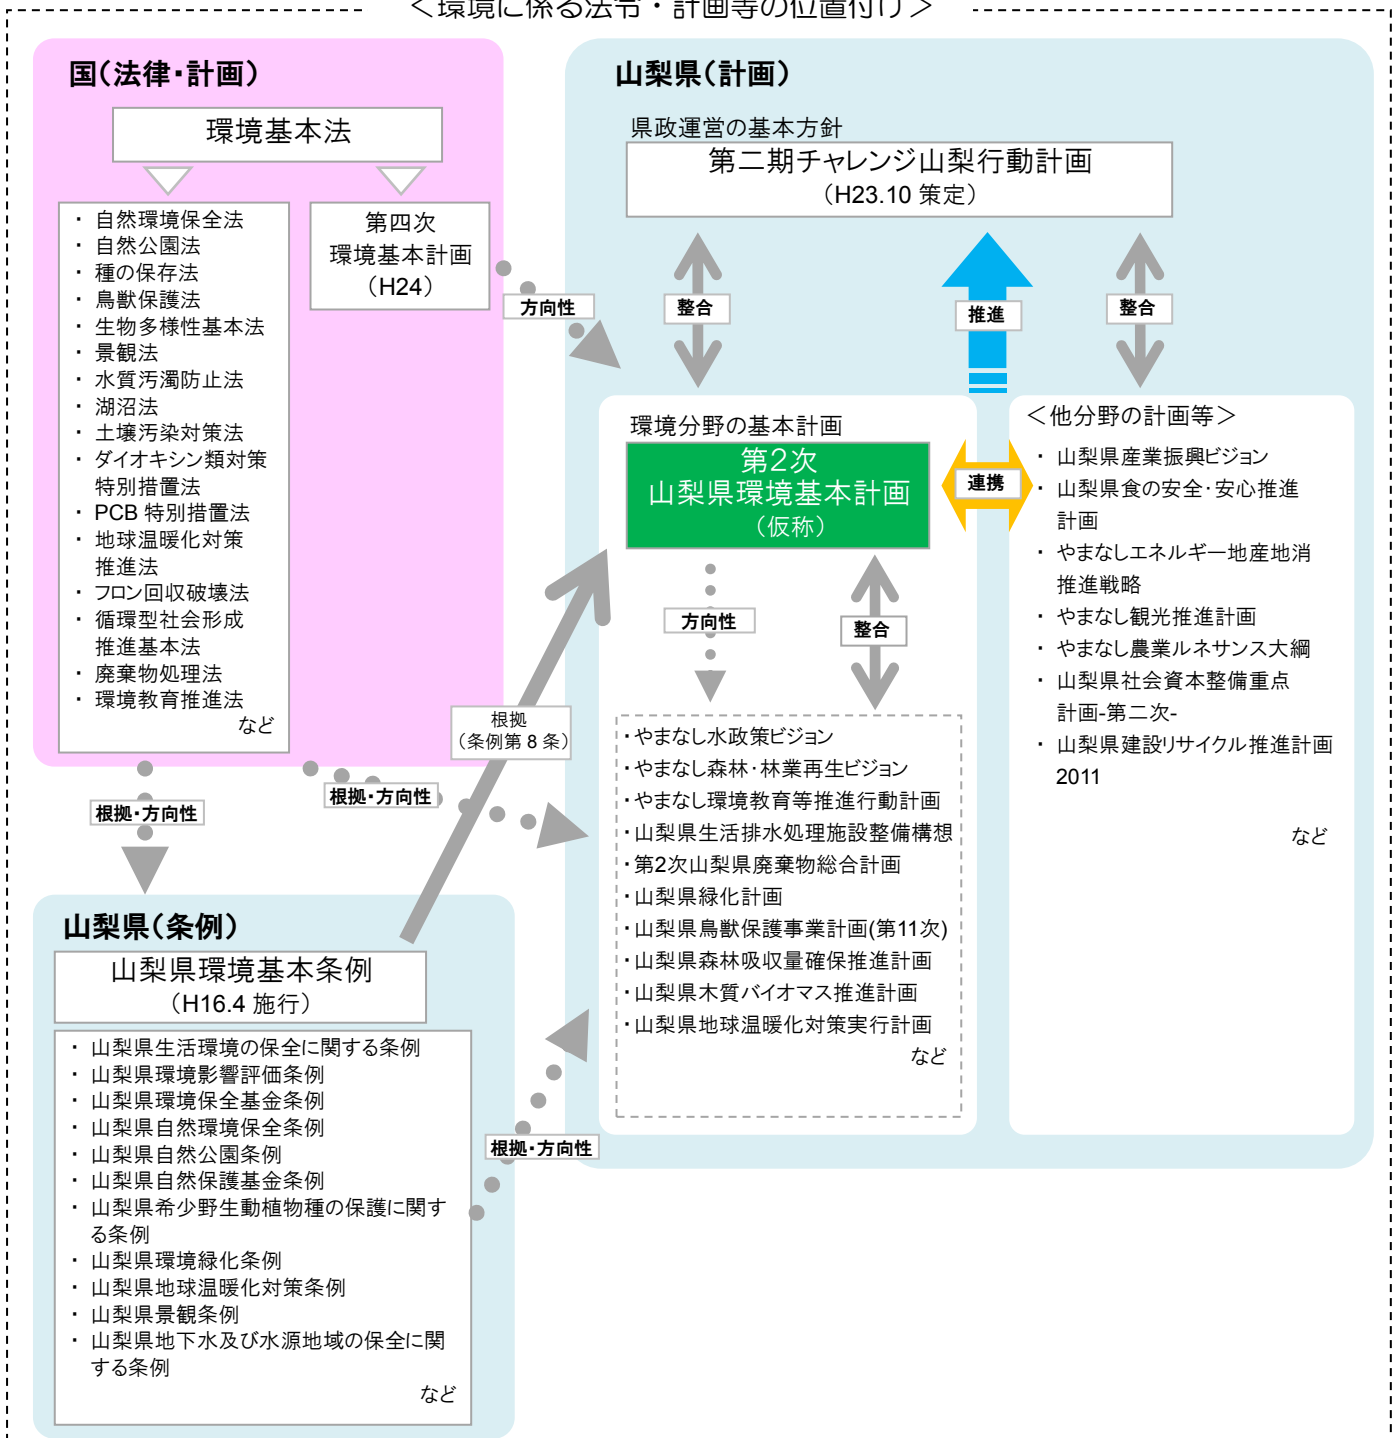 ＜環境に係る法令・計画等の位置付け＞
国（法律・計画）
環境基本法
・ 自然環境保全法
・ 自然公園法
・ 種の保存法
・ 鳥獣保護法
・ 生物多様性基本法
・ 景観法
・ 水質汚濁防止法
・ 湖沼法
・ 土壌汚染対策法
・ ダイオキシン類対策
特別措置法
・ PCB 特別措置法
・ 地球温暖化対策
推進法
・ フロン回収破壊法
・ 循環型社会形成
推進基本法
・ 廃棄物処理法
・ 環境教育推進法
など
第四次
環境基本計画
（H24）
方向性
根拠・方向性
根拠・方向性
根拠
（条例第 8 条）
山梨県（条例）
山梨県環境基本条例
（H16.4 施行）
・ 山梨県生活環境の保全に関する条例
・ 山梨県環境影響評価条例
・ 山梨県環境保全基金条例
・ 山梨県自然環境保全条例
・ 山梨県自然公園条例
・ 山梨県自然保護基金条例
・ 山梨県希少野生動植物種の保護に関す
る条例
・ 山梨県環境緑化条例
・ 山梨県地球温暖化対策条例
・ 山梨県景観条例
・ 山梨県地下水及び水源地域の保全に関
する条例
など
根拠・方向性
山梨県（計画）
県政運営の基本方針
第二期チャレンジ山梨行動計画
（H23.10 策定）
整合
推進
整合
環境分野の基本計画
第２次
山梨県環境基本計画
（仮称）
連携
方向性
整合
・やまなし水政策ビジョン
・やまなし森林・林業再生ビジョン
・やまなし環境教育等推進行動計画
・山梨県生活排水処理施設整備構想
・第2次山梨県廃棄物総合計画
・山梨県緑化計画
・山梨県鳥獣保護事業計画(第11次)
・山梨県森林吸収量確保推進計画
・山梨県木質バイオマス推進計画
・山梨県地球温暖化対策実行計画
など
＜他分野の計画等＞
・ 山梨県産業振興ビジョン
・ 山梨県食の安全・安心推進
計画
・ やまなしエネルギー地産地消
推進戦略
・ やまなし観光推進計画
・ やまなし農業ルネサンス大綱
・ 山梨県社会資本整備重点
計画-第二次-
・ 山梨県建設リサイクル推進計画
2011
など